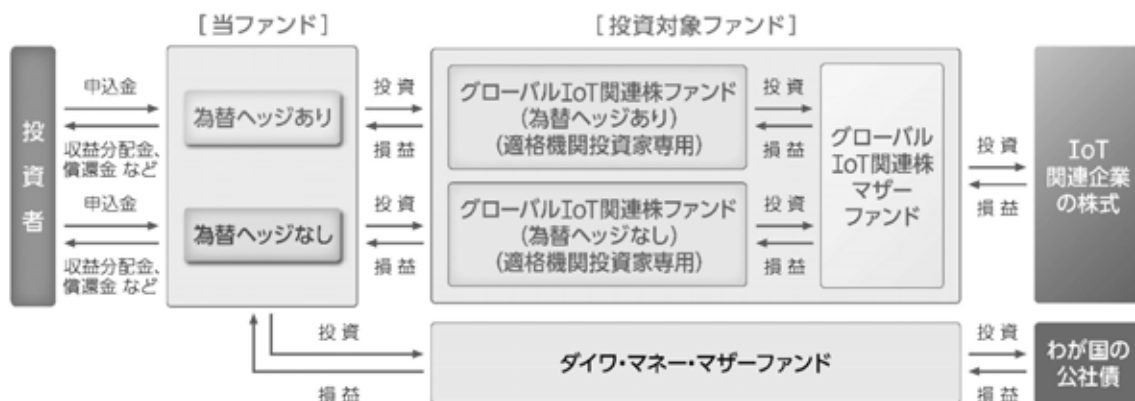 [当ファンド]
[投資対象ファンド]
投資者
申込金
収益分配金、
償還金 など
申込金
収益分配金、
償還金 など
為替ヘッジあり
為替ヘッジなし
投資
損益
投資
損益
グローバルIoT関連株ファンド
(為替ヘッジあり)
(適格機関投資家専用)
グローバルIoT関連株ファンド
(為替ヘッジなし)
(適格機関投資家専用)
投資
損益
投資
損益
グローバル
IoT関連株
マザー
ファンド
投資
損益
IoT
関連企業
の株式
投資
損益
ダイワ・マネー・マザーファンド
投資
損益
わが国の
公社債